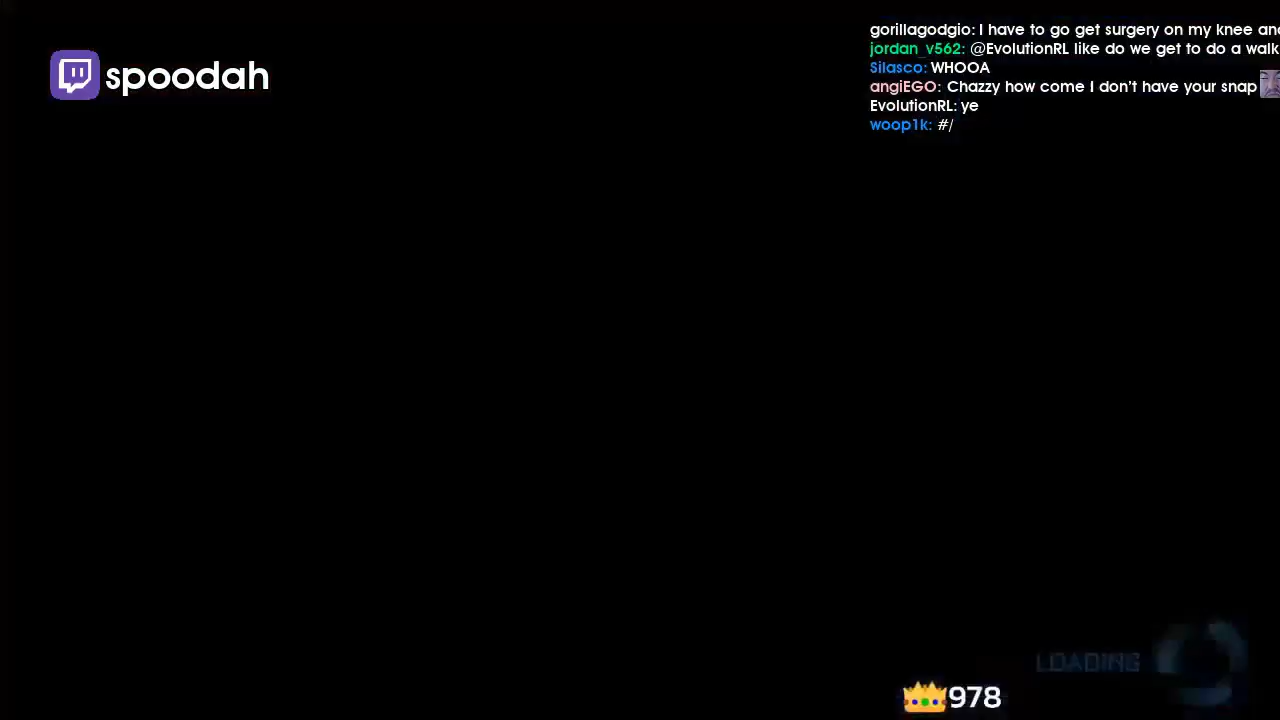 spoodah
gorillagodgio: I have to go get surgery on my knee and
jordan_v562: @EvolutionRL like do we get to do a walk
Silasco: WHOOA
angiEGO: Chazzy how come I don't have your snap
EvolutionRL: ye
woop1k: #/
LOADING
978